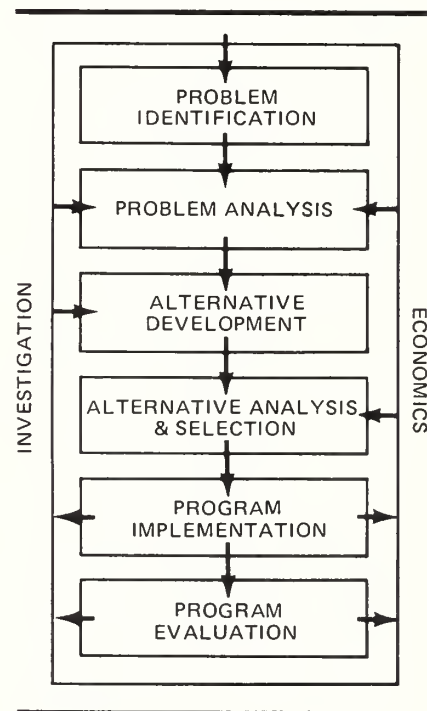 PROBLEM
IDENTIFICATION
PROBLEM ANALYSIS
ALTERNATIVE
DEVELOPMENT
INVESTIGATION
ECONOMICS
ALTERNATIVE ANALYSIS
& SELECTION
PROGRAM
IMPLEMENTATION
PROGRAM
EVALUATION